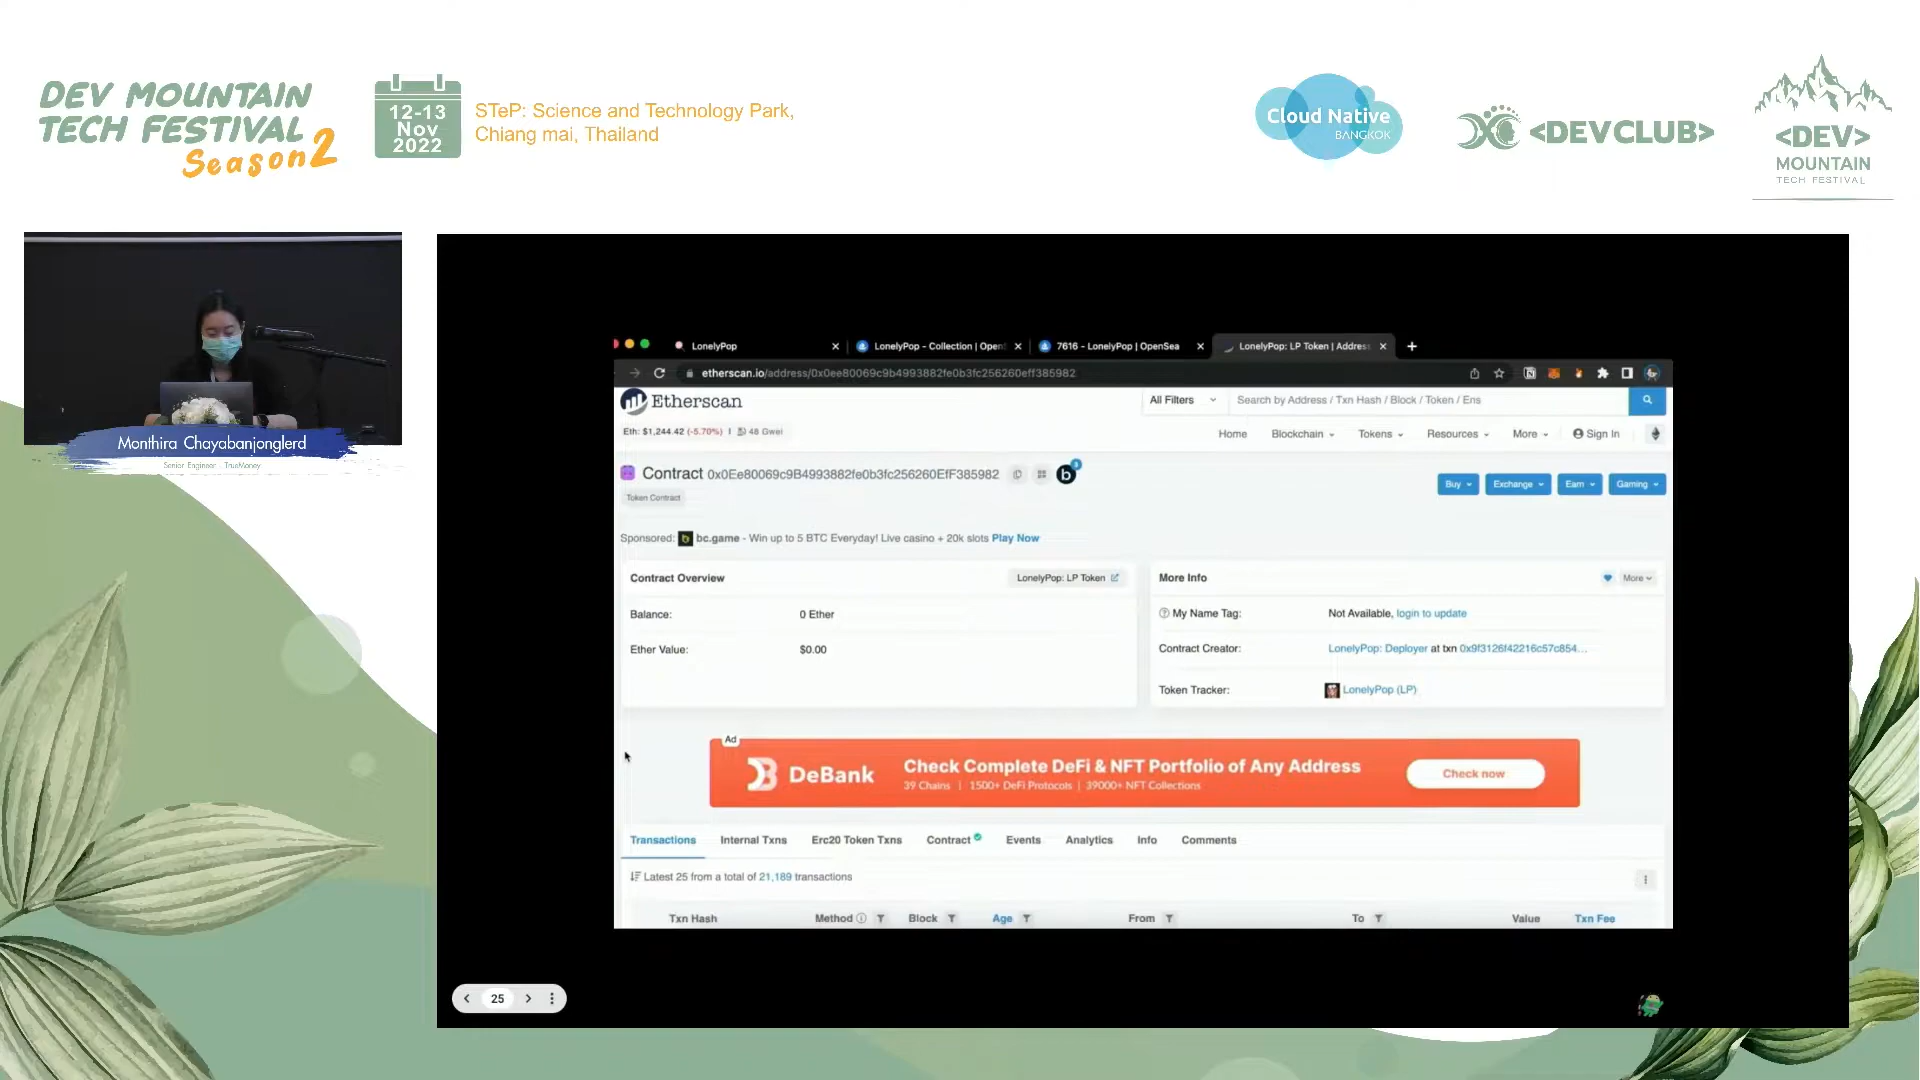 DEV MOUNTAIN
TECH FESTIVAL
Season2
12-13
Nov
2022
STeP: Science and Technology Park,
Chiang mai, Thailand
Cloud Native
BANGKOK
<DEVCLUB>
<DEV>
MOUNTAIN
TECH FESTIVAL
Monthira Chayabanjonglerd
Senior Engineer - TrueMoney
LonelyPop
LonelyPop - Collection | Open
7616 - LonelyPop | OpenSea
LonelyPop: LP Token | Addres
etherscan.io/address/0x0ee80069c9b4993882fe0b3fc256260eff385982
Etherscan
All Filters
Search by Address / Txn Hash / Block / Token / Ens
Eth: $1,244.42 (-5.70%) | 48 Gwei
Home
Blockchain
Tokens
Resources
More
Sign In
Contract 0x0Ee80069c9B4993882fe0b3fc256260EfF385982
Buy
Exchange
Earn
Gaming
Token Contract
Sponsored: bc.game - Win up to 5 BTC Everyday! Live casino + 20k slots Play Now
Contract Overview
LonelyPop: LP Token
More Info
More
Balance:
0 Ether
My Name Tag:
Not Available, login to update
Ether Value:
$0.00
Contract Creator:
LonelyPop: Deployer at txn 0x9f3126f42216c57c854...
Token Tracker:
LonelyPop (LP)
Ad
DeBank
Check Complete DeFi & NFT Portfolio of Any Address
39 Chains | 1500+ DeFi Protocols | 39000+ NFT Collections
Check now
Transactions
Internal Txns
Erc20 Token Txns
Contract
Events
Analytics
Info
Comments
Latest 25 from a total of 21,189 transactions
Txn Hash
Method
Block
Age
From
To
Value
Txn Fee
25